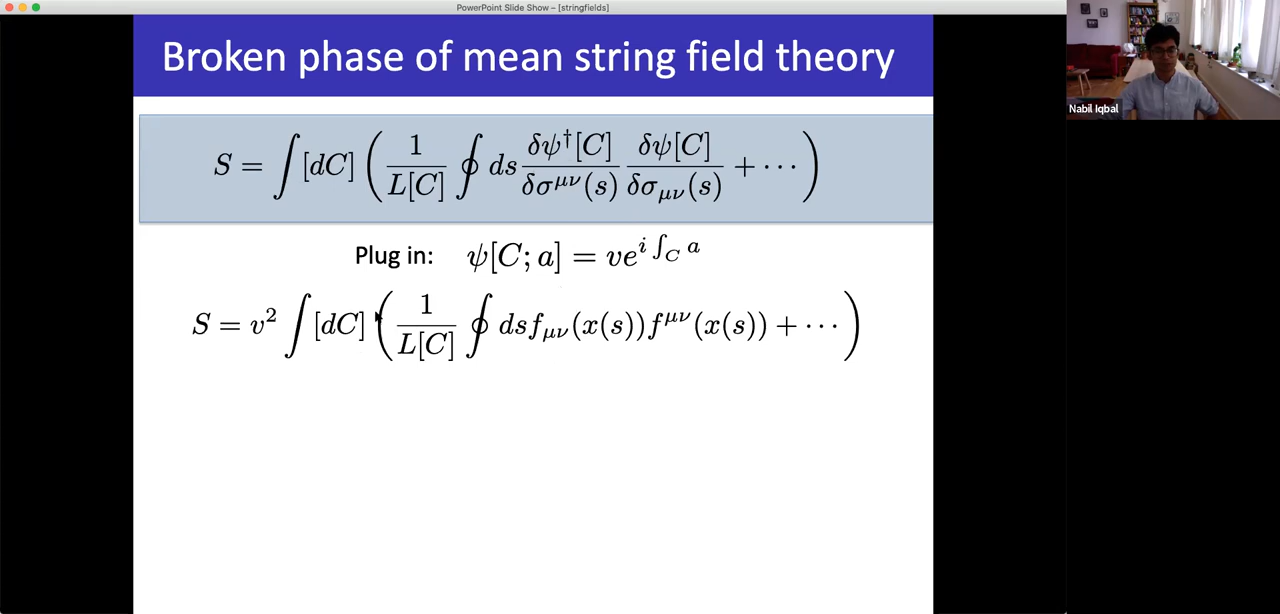 PowerPoint Slide Show – [stringfields]
Broken phase of mean string field theory
S = ∫[dC] ( 1/L[C] ∮ ds δψ†[C]/δσ^{μν}(s) δψ[C]/δσ_{μν}(s) + ⋯ )
Plug in: ψ[C; a] = ve^{i ∫_C a}
S = v² ∫[dC] ( 1/L[C] ∮ ds f_{μν}(x(s)) f^{μν}(x(s)) + ⋯ )
Nabil Iqbal